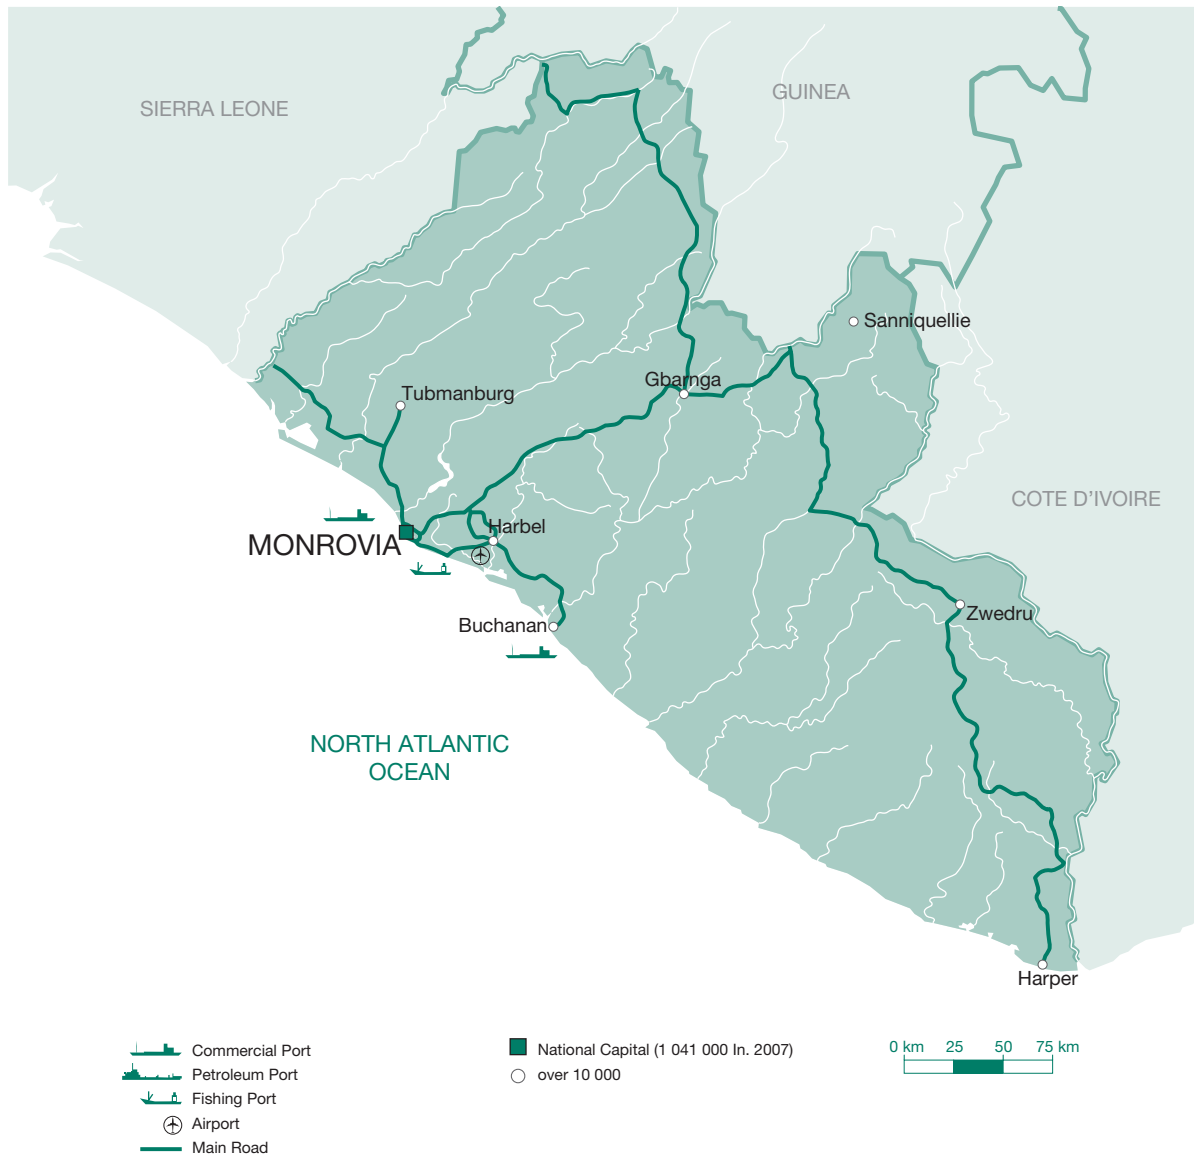 SIERRA LEONE
GUINEA
Sanniquellie
Gbarnga
Tubmanburg
COTE D'IVOIRE
Harbel
MONROVIA
Zwedru
Buchanan
NORTH ATLANTIC
OCEAN
Harper
Commercial Port
Petroleum Port
Fishing Port
Airport
Main Road
National Capital (1 041 000 In. 2007)
over 10 000
0 km 25 50 75 km